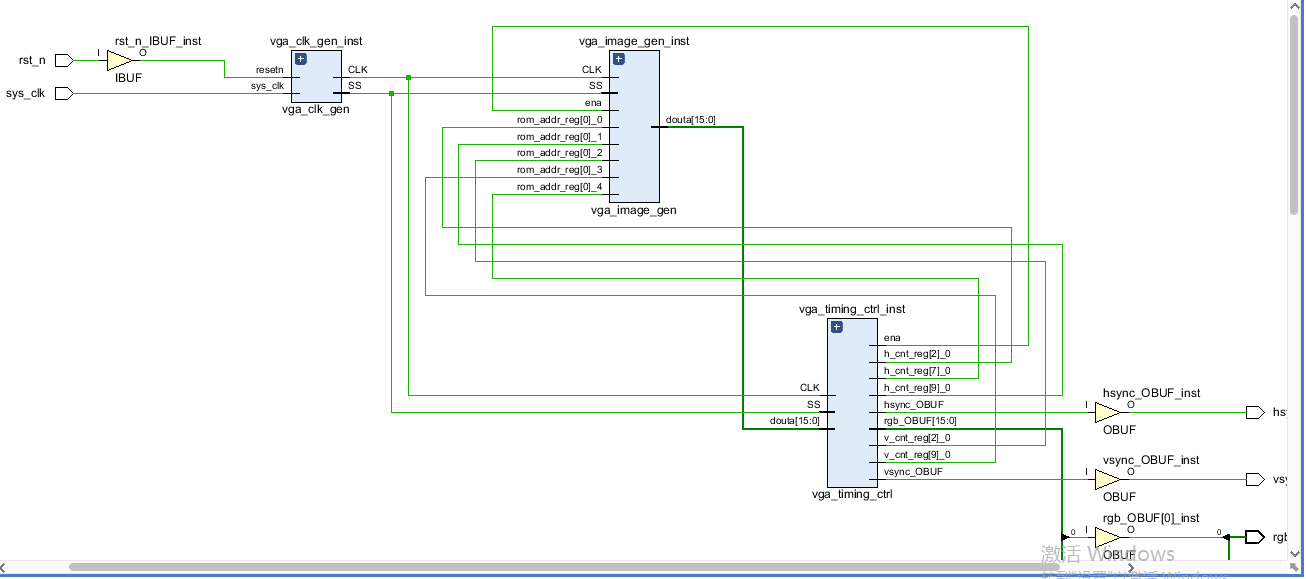 rst_n_IBUF_inst
rst_n
I
O
IBUF
sys_clk
vga_clk_gen_inst
resetn
sys_clk
CLK
SS
vga_clk_gen
vga_image_gen_inst
CLK
SS
ena
rom_addr_reg[0]_0
rom_addr_reg[0]_1
rom_addr_reg[0]_2
rom_addr_reg[0]_3
rom_addr_reg[0]_4
douta[15:0]
vga_image_gen
vga_timing_ctrl_inst
CLK
SS
douta[15:0]
ena
h_cnt_reg[2]_0
h_cnt_reg[7]_0
h_cnt_reg[9]_0
hsync_OBUF
rgb_OBUF[15:0]
v_cnt_reg[2]_0
v_cnt_reg[9]_0
vsync_OBUF
vga_timing_ctrl
hsync_OBUF_inst
I
O
OBUF
hs
vsync_OBUF_inst
I
O
OBUF
vsy
rgb_OBUF[0]_inst
0
I
O
0
OBUF
rgb
激活 Windows